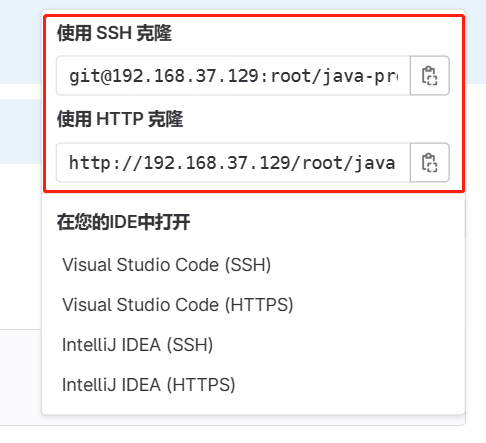 使用 SSH 克隆
git@192.168.37.129:root/java-pr
使用 HTTP 克隆
http://192.168.37.129/root/java
在您的IDE中打开
Visual Studio Code (SSH)
Visual Studio Code (HTTPS)
IntelliJ IDEA (SSH)
IntelliJ IDEA (HTTPS)